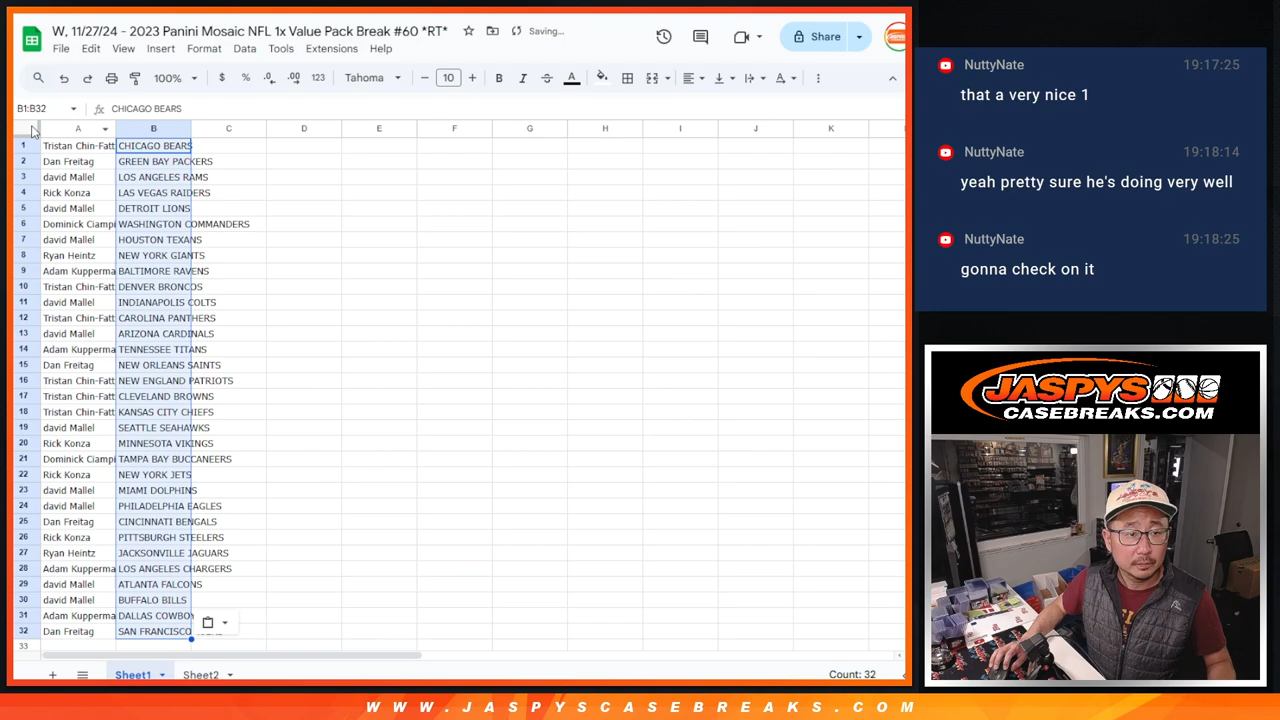 W, 11/27/24 - 2023 Panini Mosaic NFL 1x Value Pack Break #60 *RT*
Saving...
File Edit View Insert Format Data Tools Extensions Help
Share
100% $ % .0 .00 123 Tahoma 10 B I S A
B1:B32 fx CHICAGO BEARS
A B C D E F G H I J K
1 Tristan Chin-Fatt CHICAGO BEARS
2 Dan Freitag GREEN BAY PACKERS
3 david Mallel LOS ANGELES RAMS
4 Rick Konza LAS VEGAS RAIDERS
5 david Mallel DETROIT LIONS
6 Dominick Ciampi WASHINGTON COMMANDERS
7 david Mallel HOUSTON TEXANS
8 Ryan Heintz NEW YORK GIANTS
9 Adam Kupperma BALTIMORE RAVENS
10 Tristan Chin-Fatt DENVER BRONCOS
11 david Mallel INDIANAPOLIS COLTS
12 Tristan Chin-Fatt CAROLINA PANTHERS
13 david Mallel ARIZONA CARDINALS
14 Adam Kupperma TENNESSEE TITANS
15 Dan Freitag NEW ORLEANS SAINTS
16 Tristan Chin-Fatt NEW ENGLAND PATRIOTS
17 Tristan Chin-Fatt CLEVELAND BROWNS
18 Tristan Chin-Fatt KANSAS CITY CHIEFS
19 david Mallel SEATTLE SEAHAWKS
20 Rick Konza MINNESOTA VIKINGS
21 Dominick Ciampi TAMPA BAY BUCCANEERS
22 Rick Konza NEW YORK JETS
23 david Mallel MIAMI DOLPHINS
24 david Mallel PHILADELPHIA EAGLES
25 Dan Freitag CINCINNATI BENGALS
26 Rick Konza PITTSBURGH STEELERS
27 Ryan Heintz JACKSONVILLE JAGUARS
28 Adam Kupperma LOS ANGELES CHARGERS
29 david Mallel ATLANTA FALCONS
30 david Mallel BUFFALO BILLS
31 Adam Kupperma DALLAS COWBOY
32 Dan Freitag SAN FRANCISCO
33
Sheet1 Sheet2 Count: 32
NuttyNate 19:17:25
that a very nice 1
NuttyNate 19:18:14
yeah pretty sure he's doing very well
NuttyNate 19:18:25
gonna check on it
JASPYS
CASEBREAKS.COM
WWW.JASPYSCASEBREAKS.COM